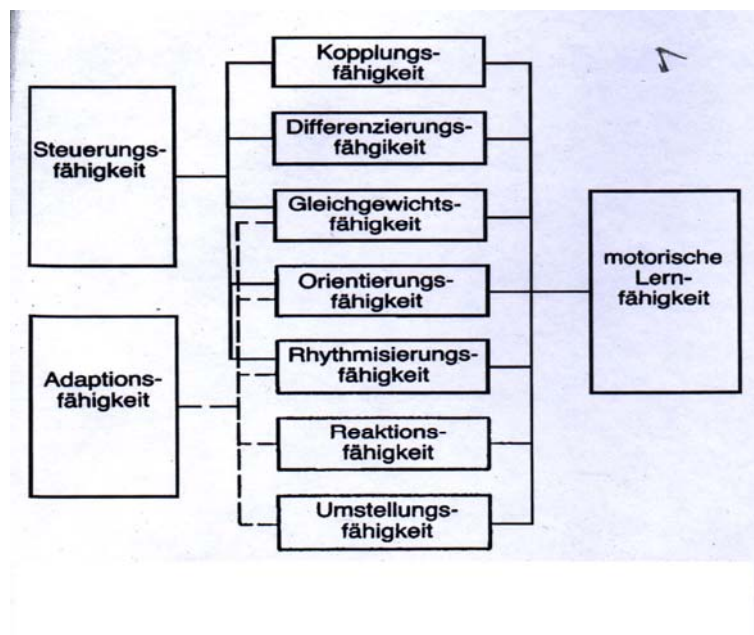 Steuerungs-
fähigkeit
Adaptions-
fähigkeit
Kopplungs-
fähigkeit
Differenzierungs-
fähgikeit
Gleichgewichts-
fähigkeit
Orientierungs-
fähigkeit
Rhythmisierungs-
fähigkeit
Reaktions-
fähigkeit
Umstellungs-
fähigkeit
motorische
Lern-
fähigkeit